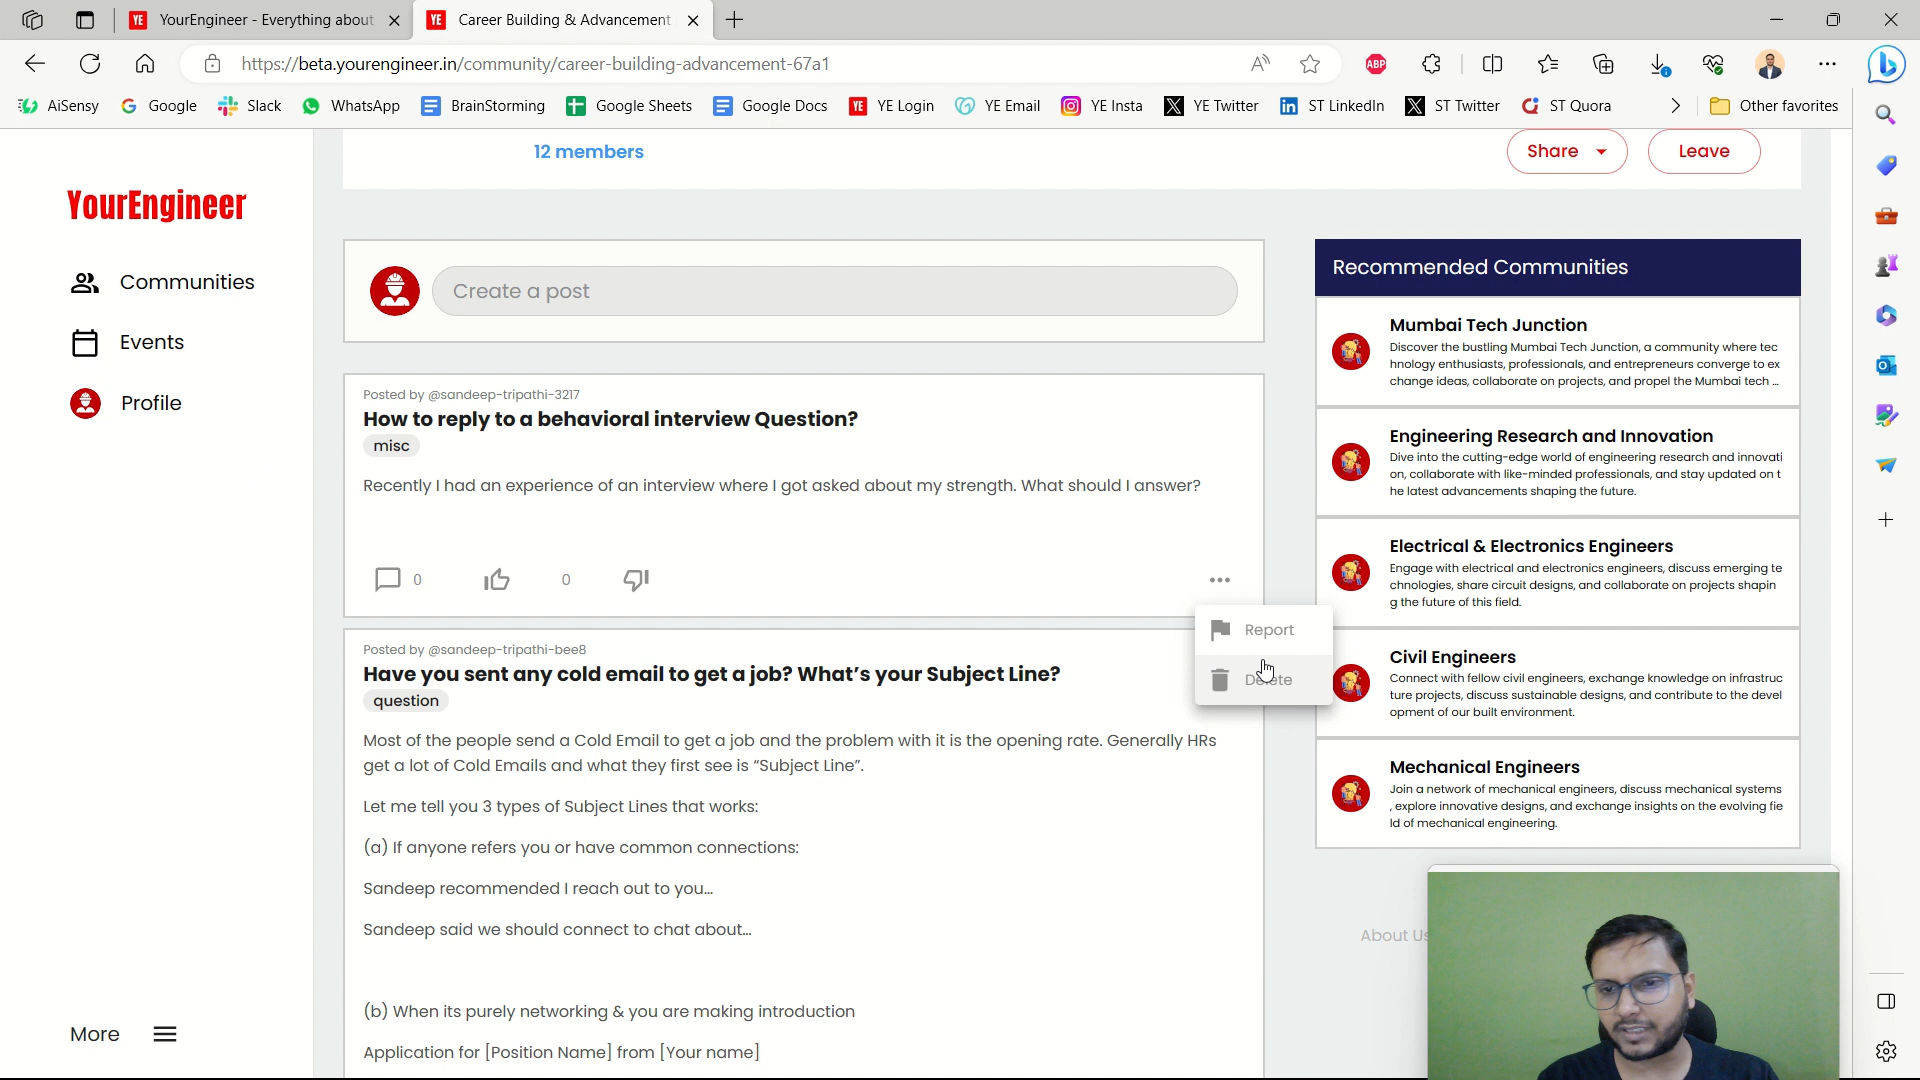 YourEngineer - Everything about
Career Building & Advancement
https://beta.yourengineer.in/community/career-building-advancement-67a1
ABP
AiSensy
Google
Slack
WhatsApp
BrainStorming
Google Sheets
Google Docs
YE Login
YE Email
YE Insta
YE Twitter
ST LinkedIn
ST Twitter
ST Quora
Other favorites
YourEngineer
Communities
Events
Profile
More
12 members
Share
Leave
Create a post
Posted by @sandeep-tripathi-3217
How to reply to a behavioral interview Question?
misc
Recently I had an experience of an interview where I got asked about my strength. What should I answer?
0
0
Report
Delete
Posted by @sandeep-tripathi-bee8
Have you sent any cold email to get a job? What’s your Subject Line?
question
Most of the people send a Cold Email to get a job and the problem with it is the opening rate. Generally HRs
get a lot of Cold Emails and what they first see is “Subject Line”.
Let me tell you 3 types of Subject Lines that works:
(a) If anyone refers you or have common connections:
Sandeep recommended I reach out to you...
Sandeep said we should connect to chat about...
(b) When its purely networking & you are making introduction
Application for [Position Name] from [Your name]
Recommended Communities
Mumbai Tech Junction
Discover the bustling Mumbai Tech Junction, a community where tec
hnology enthusiasts, professionals, and entrepreneurs converge to ex
change ideas, collaborate on projects, and propel the Mumbai tech ...
Engineering Research and Innovation
Dive into the cutting-edge world of engineering research and innovati
on, collaborate with like-minded professionals, and stay updated on t
he latest advancements shaping the future.
Electrical & Electronics Engineers
Engage with electrical and electronics engineers, discuss emerging te
chnologies, share circuit designs, and collaborate on projects shapin
g the future of this field.
Civil Engineers
Connect with fellow civil engineers, exchange knowledge on infrastruc
ture projects, discuss sustainable designs, and contribute to the devel
opment of our built environment.
Mechanical Engineers
Join a network of mechanical engineers, discuss mechanical systems
, explore innovative designs, and exchange insights on the evolving fie
ld of mechanical engineering.
About Us